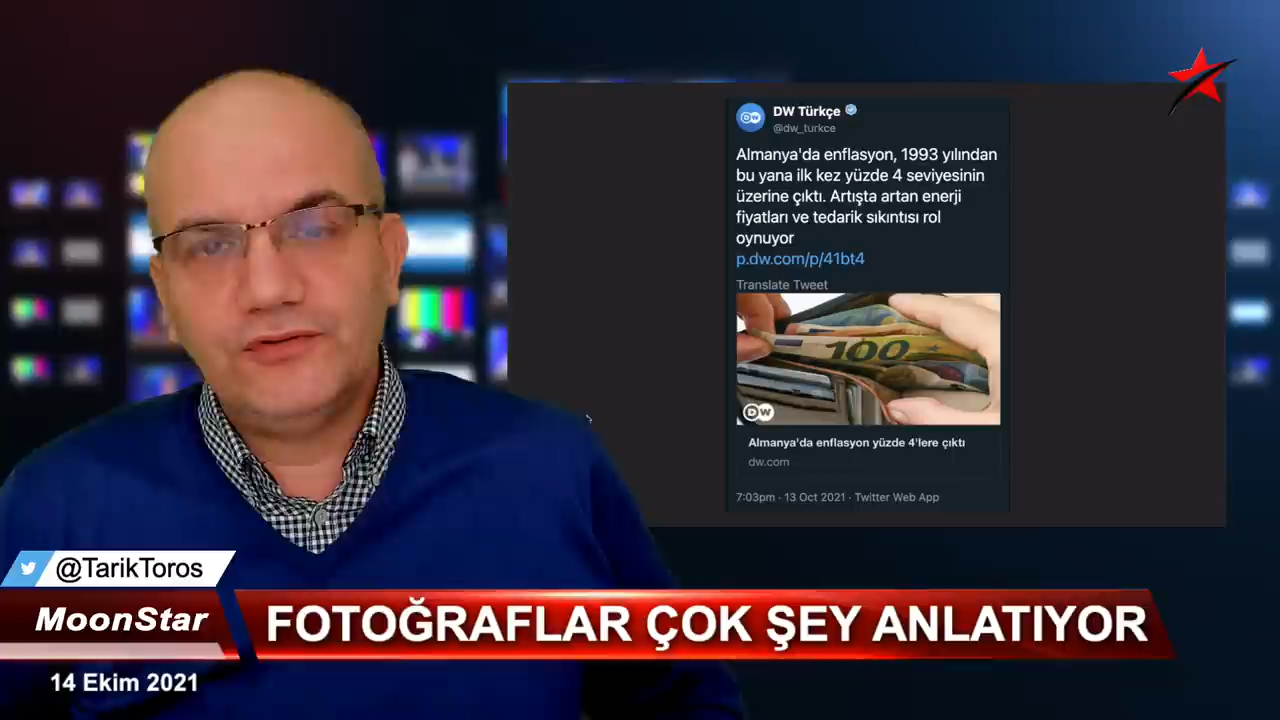 DW Türkçe
@dw_turkce
Almanya'da enflasyon, 1993 yılından
bu yana ilk kez yüzde 4 seviyesinin
üzerine çıktı. Artışta artan enerji
fiyatları ve tedarik sıkıntısı rol
oynuyor
p.dw.com/p/41bt4
Translate Tweet
100
DW
Almanya'da enflasyon yüzde 4'lere çıktı
dw.com
7:03pm · 13 Oct 2021 · Twitter Web App
@TarikToros
MoonStar
FOTOĞRAFLAR ÇOK ŞEY ANLATIYOR
14 Ekim 2021